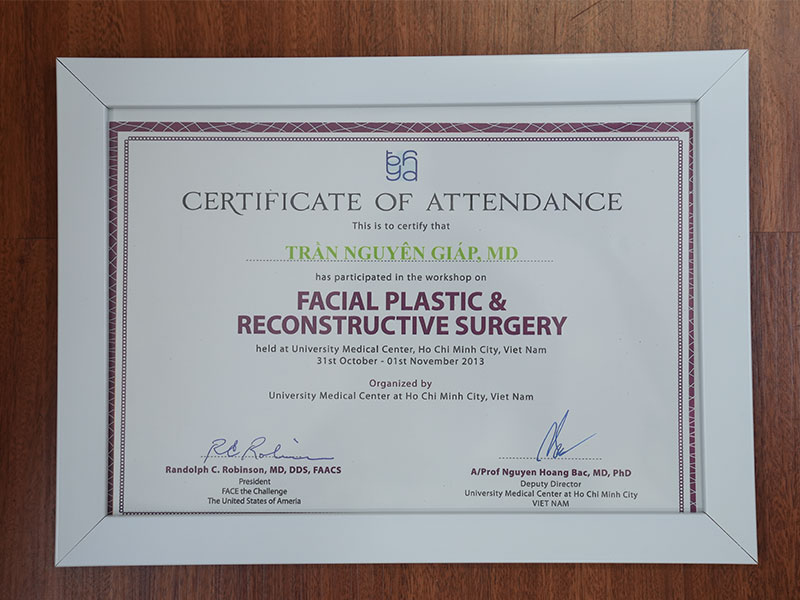 CERTIFICATE OF ATTENDANCE
This is to certify that
TRẦN NGUYÊN GIÁP, MD
has participated in the workshop on
FACIAL PLASTIC &
RECONSTRUCTIVE SURGERY
held at University Medical Center, Ho Chi Minh City, Viet Nam
31st October - 01st November 2013
Organized by
University Medical Center at Ho Chi Minh City, Viet Nam
RC Robinson
Randolph C. Robinson, MD, DDS, FAACS
President
FACE the Challenge
The United States of Ameria
A/Prof Nguyen Hoang Bac, MD, PhD
Deputy Director
University Medical Center at Ho Chi Minh City
VIET NAM